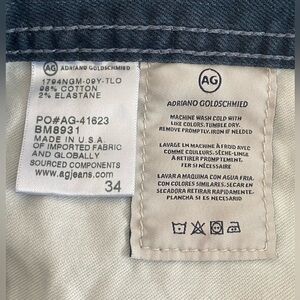 AG ADRIANO GOLDSCHMIED
1794NGM-09Y-TLO
98% COTTON
2% ELASTANE
PO#AG-41623
BM8931
MADE IN U.S.A.
OF IMPORTED FABRIC
AND GLOBALLY
SOURCED COMPONENTS
www.agjeans.com
34
AG
ADRIANO GOLDSCHMIED
MACHINE WASH COLD WITH
LIKE COLORS. TUMBLE DRY.
REMOVE PROMPTLY. IRON IF NEEDED
LAVAGE EN MACHINE À FROID AVEC
COMME COULEURS. SÈCHE-LINGE
À RETIRER PROMPTEMENT.
FER SI NÉCESSAIRE
LAVAR A MAQUINA CON AGUA FRIA.
CON COLORES SIMILARES. SECAR EN
SECADORA RETIRAR RAPIDAMENTE.
PLANCHA SI ES NECESARIO